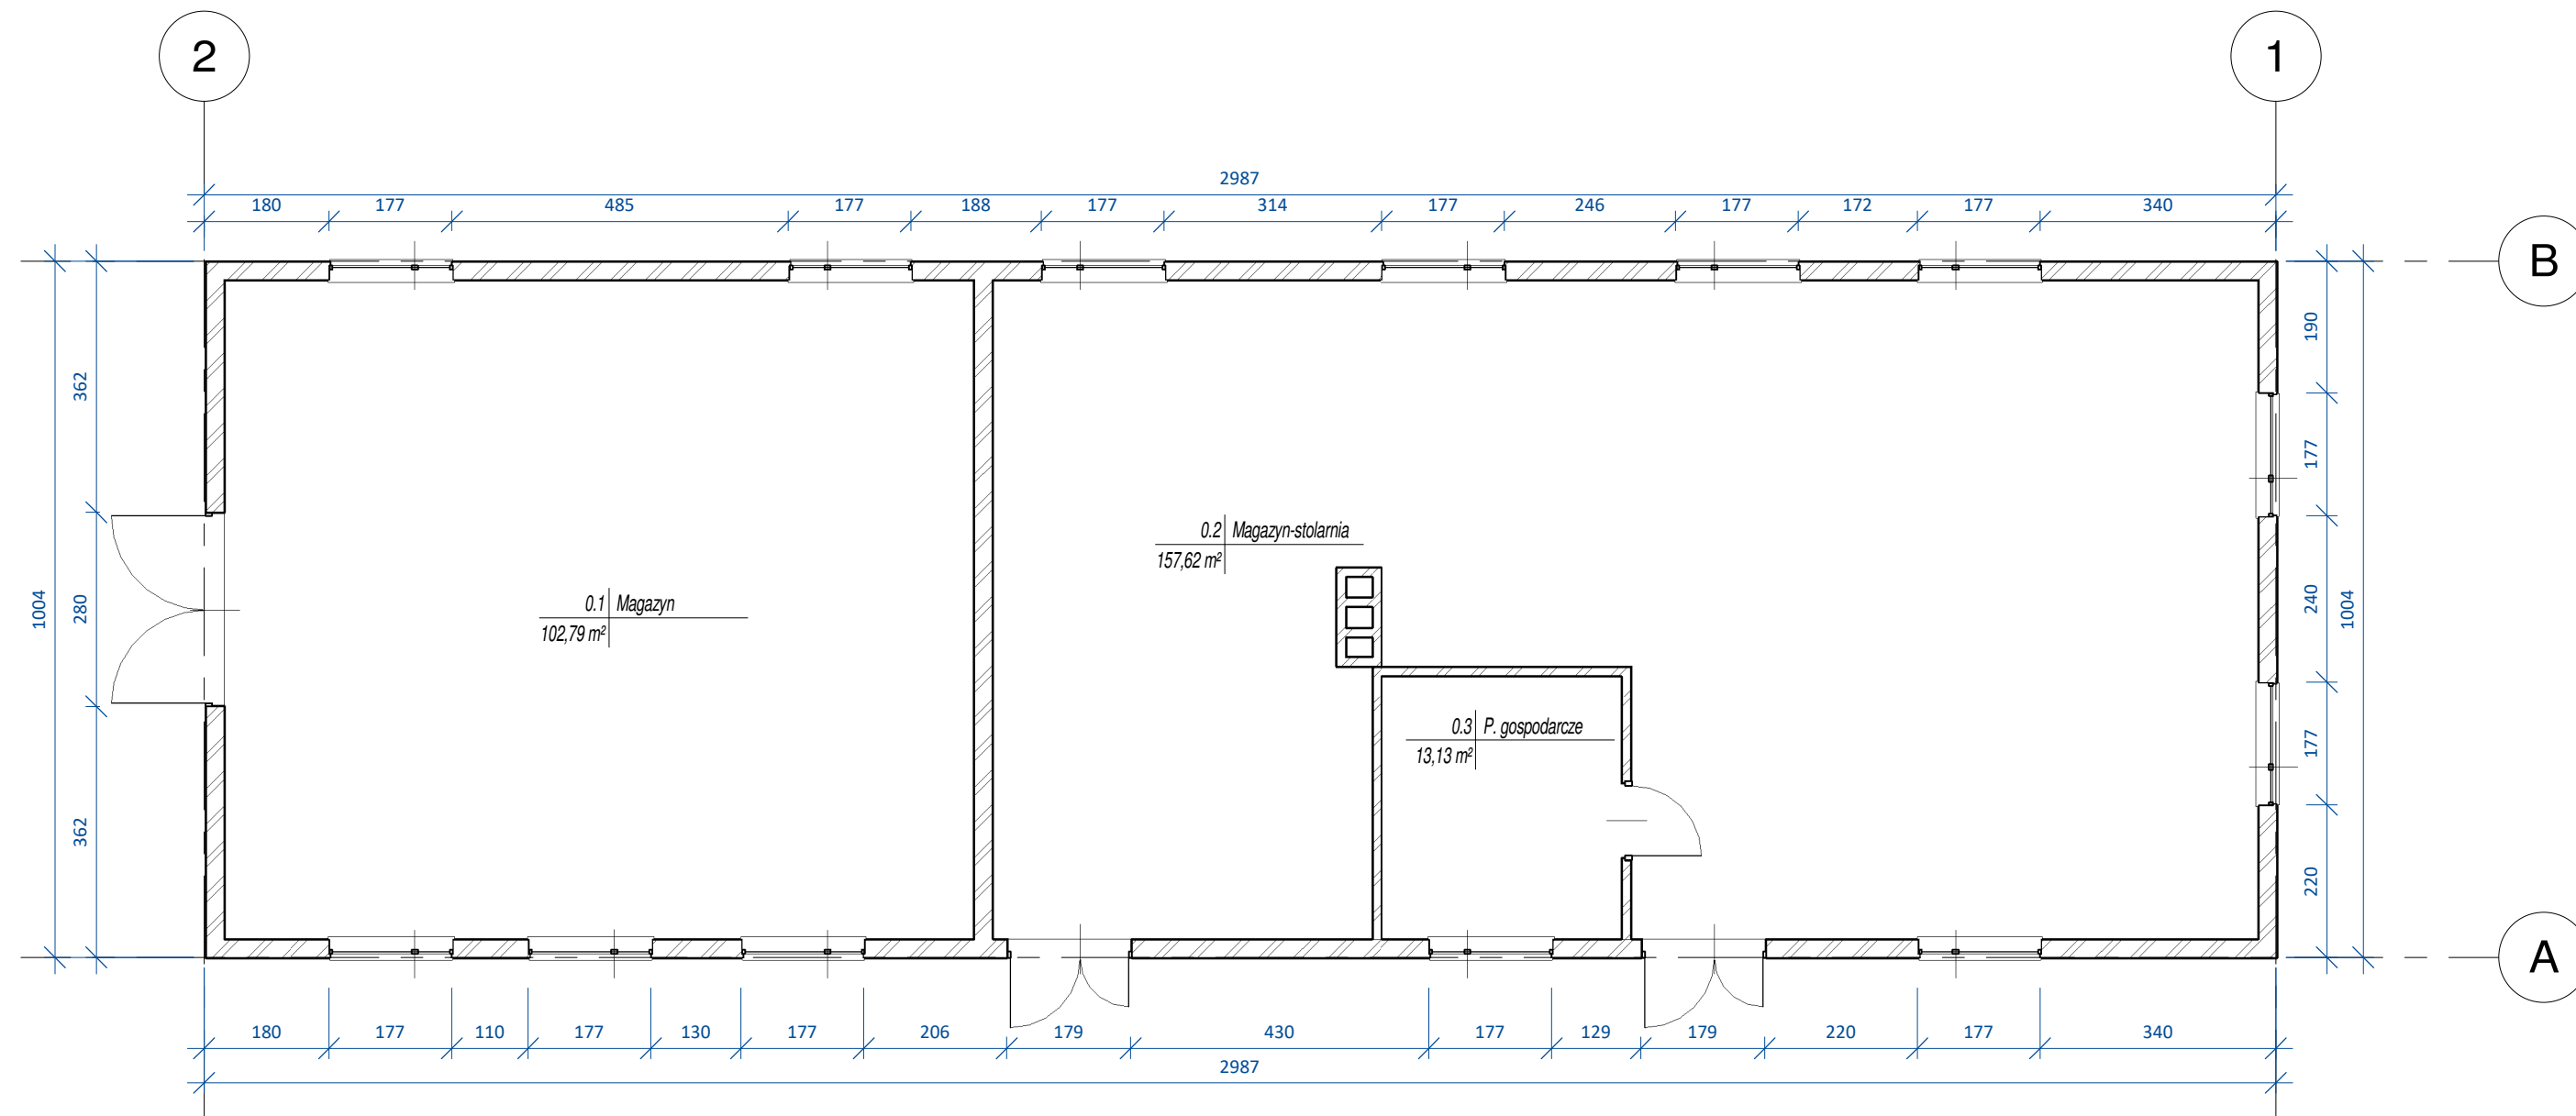 2 1
2987
180 177 485 177 188 177 314 177 246 177 172 177 340
B
190
362
177
0.2 Magazyn-stolarnia
157,62 m²
1004 280 240 1004
0.1 Magazyn
102,79 m²
0.3 P. gospodarcze
13,13 m²
177
362
220
A
180 177 110 177 130 177 206 179 430 177 129 179 220 177 340
2987